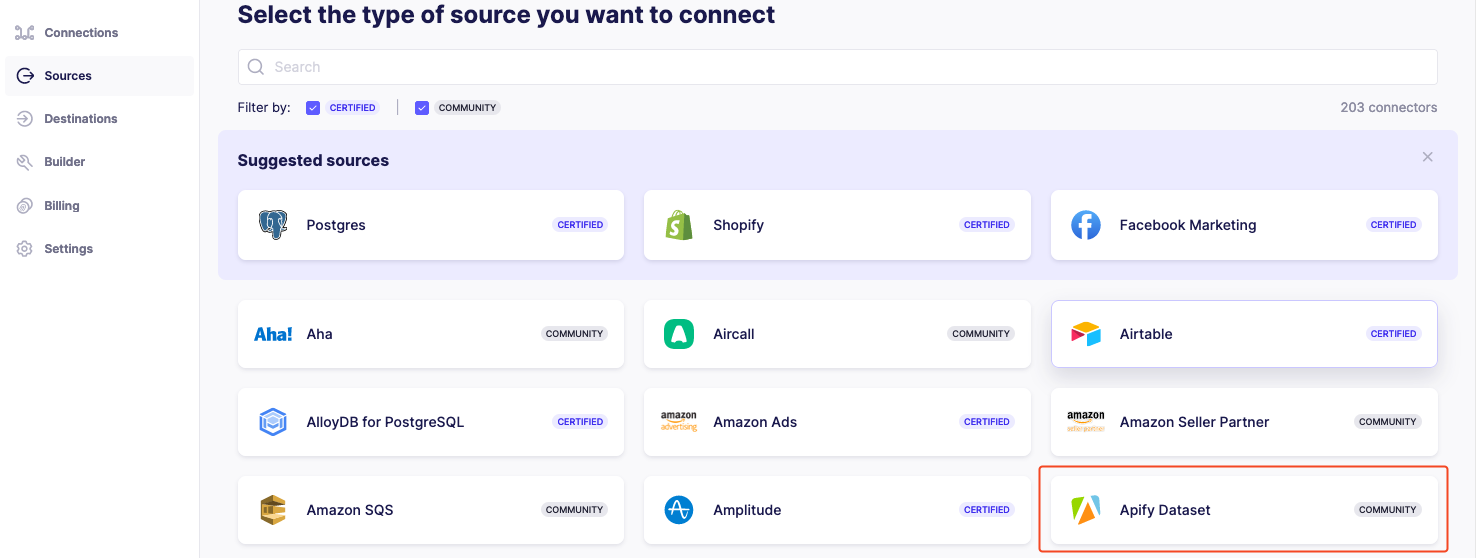 Select the type of source you want to connect
Connections
Sources
Destinations
Builder
Billing
Settings
Search
Filter by: CERTIFIED | COMMUNITY 203 connectors
Suggested sources
Postgres CERTIFIED
Shopify CERTIFIED
Facebook Marketing CERTIFIED
Aha! Aha COMMUNITY
Aircall COMMUNITY
Airtable CERTIFIED
AlloyDB for PostgreSQL CERTIFIED
amazon advertising Amazon Ads CERTIFIED
amazon seller partner Amazon Seller Partner COMMUNITY
Amazon SQS COMMUNITY
Amplitude CERTIFIED
Apify Dataset COMMUNITY